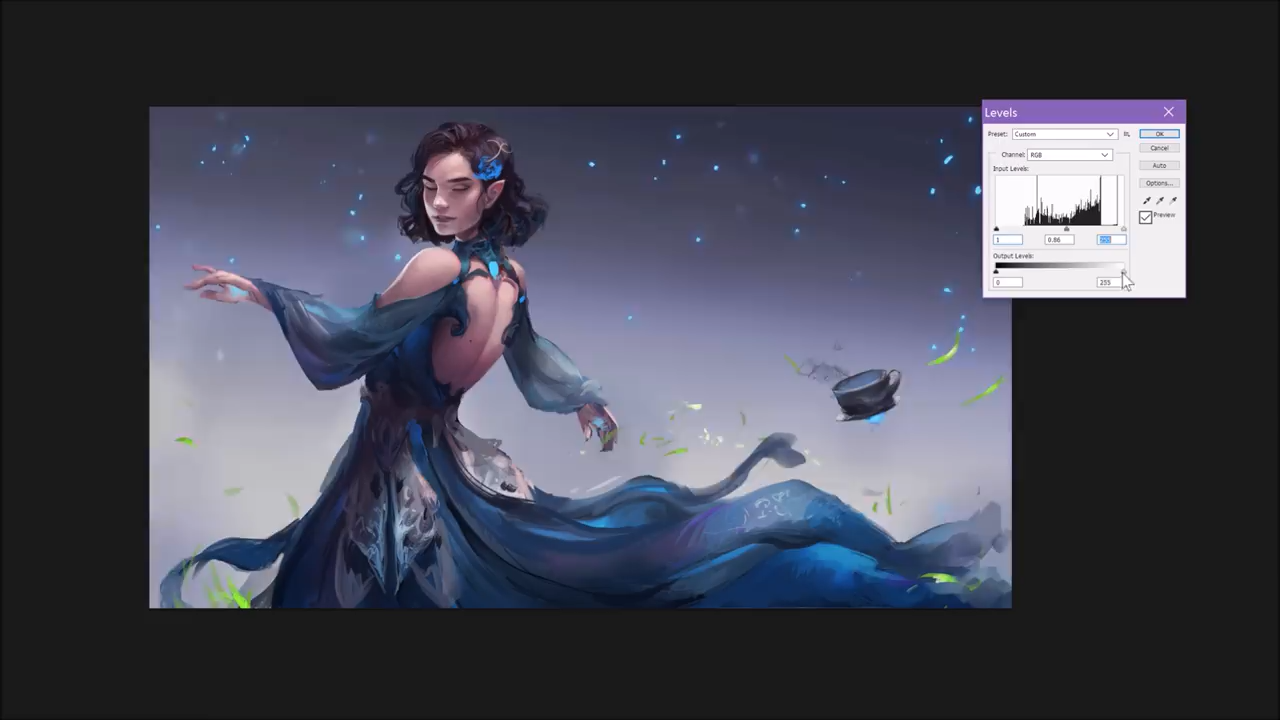 Levels
Preset: Custom
OK
Channel: RGB
Cancel
Input Levels:
Auto
Options...
Preview
1 0.86 255
Output Levels:
0 255